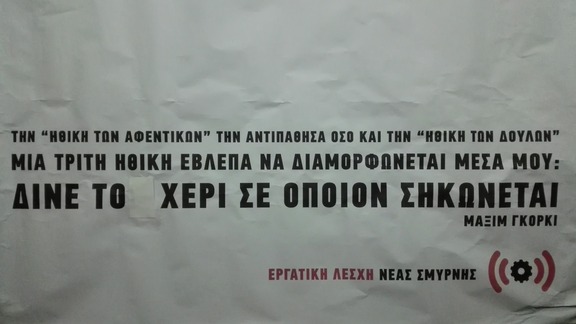 ΤΗΝ “ΗΘΙΚΗ ΤΩΝ ΑΦΕΝΤΙΚΩΝ” ΤΗΝ ΑΝΤΙΠΑΘΗΣΑ ΟΣΟ ΚΑΙ ΤΗΝ “ΗΘΙΚΗ ΤΩΝ ΔΟΥΛΩΝ”
ΜΙΑ ΤΡΙΤΗ ΗΘΙΚΗ ΕΒΛΕΠΑ ΝΑ ΔΙΑΜΟΡΦΩΝΕΤΑΙ ΜΕΣΑ ΜΟΥ:
ΔΙΝΕ ΤΟ ΧΕΡΙ ΣΕ ΟΠΟΙΟΝ ΣΗΚΩΝΕΤΑΙ
ΜΑΞΙΜ ΓΚΟΡΚΙ
ΕΡΓΑΤΙΚΗ ΛΕΣΧΗ ΝΕΑΣ ΣΜΥΡΝΗΣ